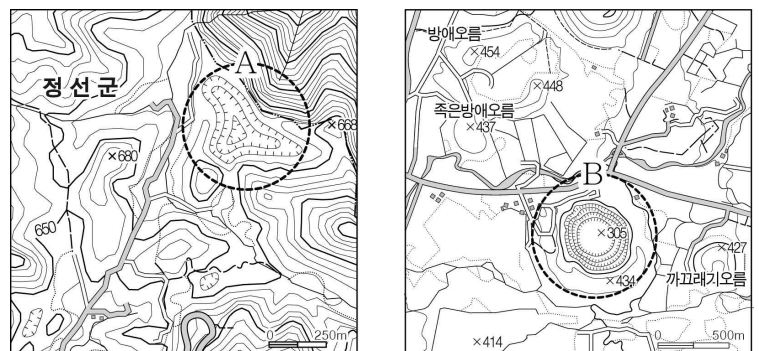 A
정선군
×668
×680
650
0 250m
방애오름
×454
×448
족은방애오름
×437
B
×305
×427
×434
까끄래기오름
×414
0 500m